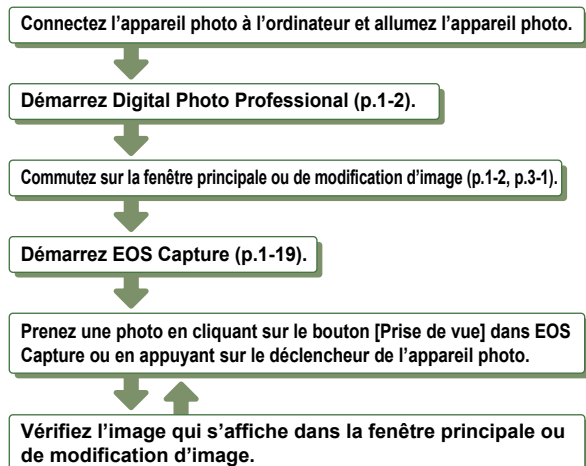 Connectez l’appareil photo à l’ordinateur et allumez l’appareil photo.
Démarrez Digital Photo Professional (p.1-2).
Commutez sur la fenêtre principale ou de modification d’image (p.1-2, p.3-1).
Démarrez EOS Capture (p.1-19).
Prenez une photo en cliquant sur le bouton [Prise de vue] dans EOS
Capture ou en appuyant sur le déclencheur de l’appareil photo.
Vérifiez l’image qui s’affiche dans la fenêtre principale ou
de modification d’image.